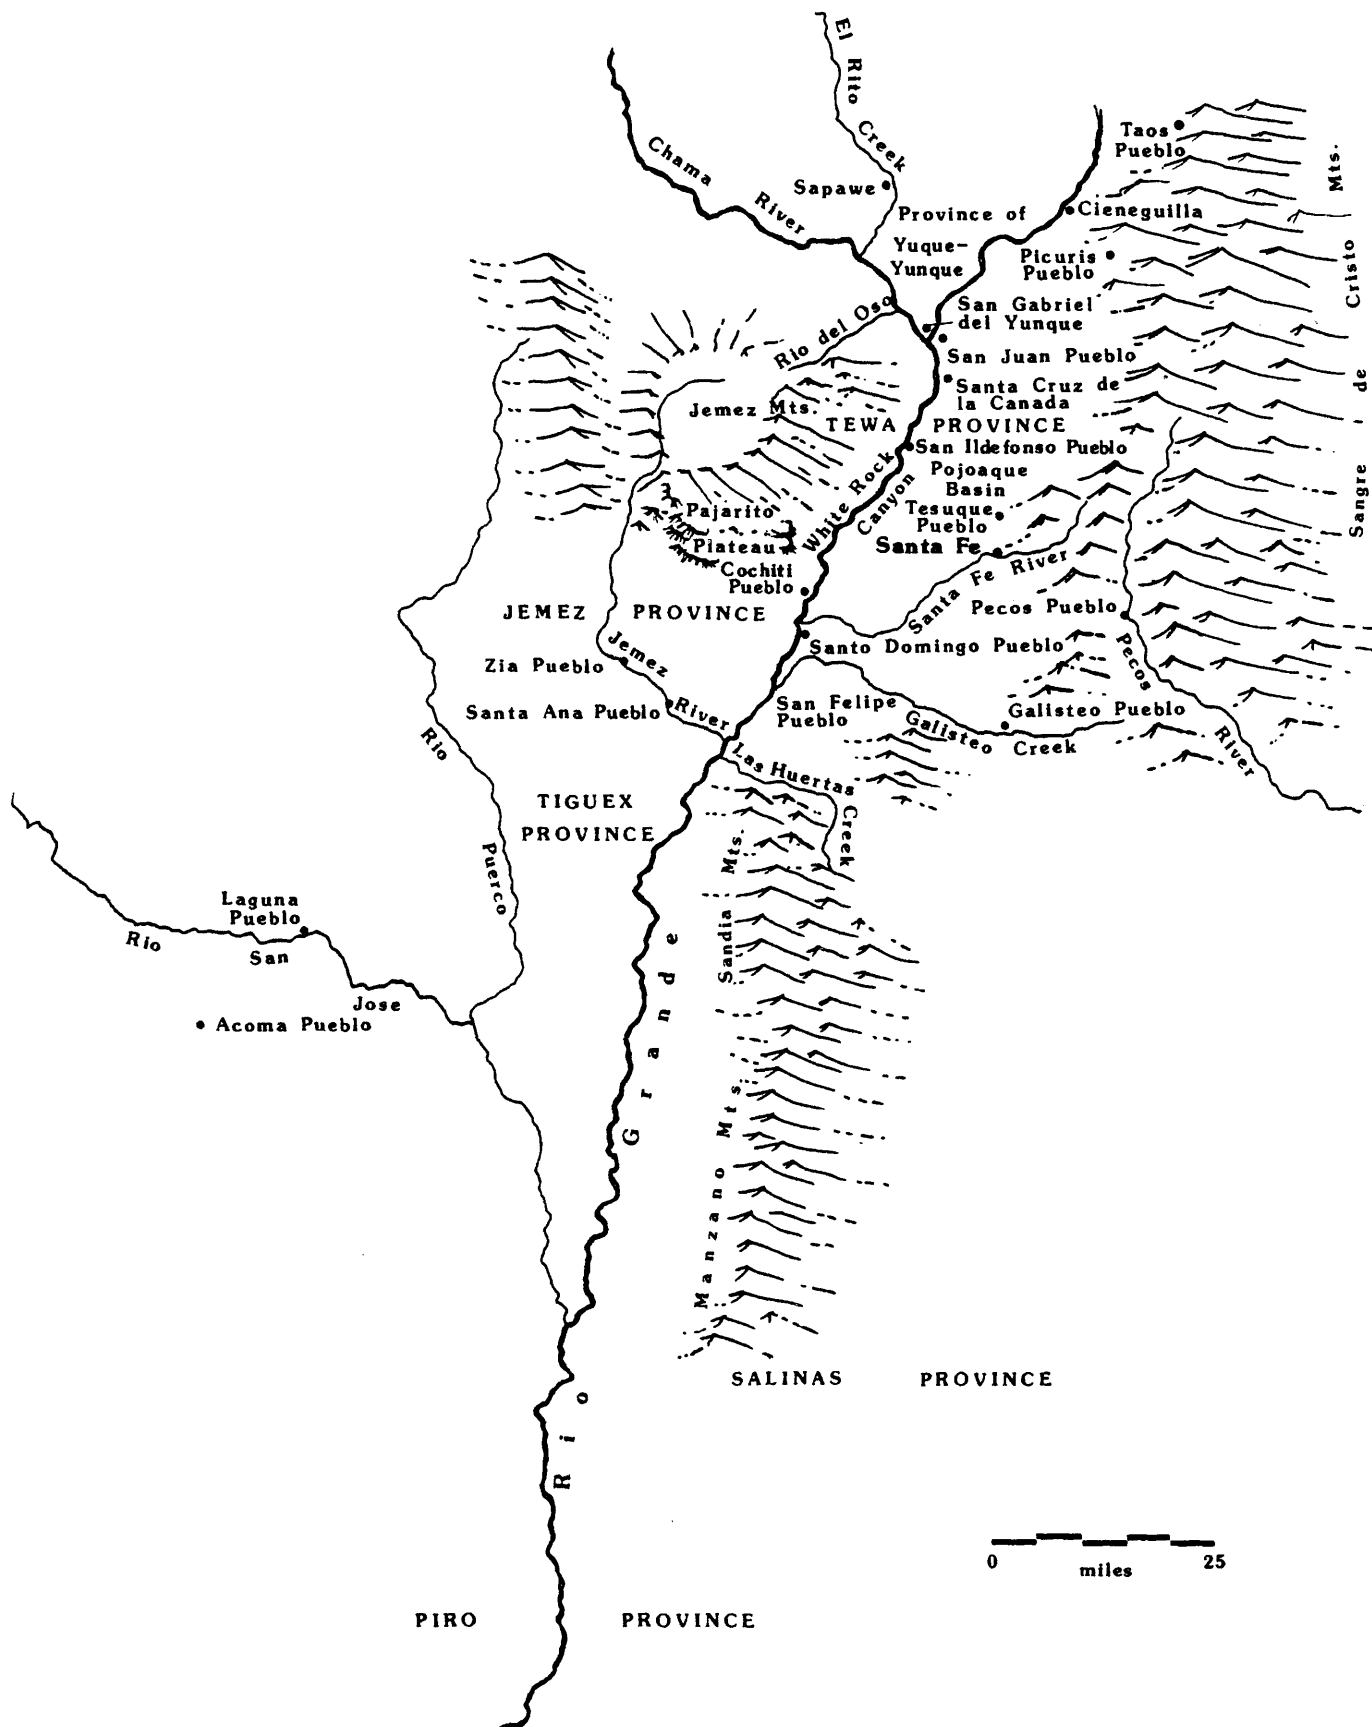 El Rito Creek
Taos
Pueblo
Chama River
Sapawe
Province of
Yuque-
Yunque
Cieneguilla
Picuris
Pueblo
Sangre de Cristo Mts.
San Gabriel
del Yunque
Rio del Oso
San Juan Pueblo
Santa Cruz de
la Canada
Jemez Mts.
TEWA PROVINCE
San Ildefonso Pueblo
White Rock
Canyon
Pojoaque
Basin
Pajarito
Plateau
Tesuque
Pueblo
Santa Fe
Santa Fe River
Cochiti
Pueblo
Pecos Pueblo
JEMEZ PROVINCE
Santo Domingo Pueblo
Pecos River
Zia Pueblo
Jemez River
Santa Ana Pueblo
San Felipe
Pueblo
Galisteo Pueblo
Galisteo Creek
Rio Puerco
Las Huertas Creek
TIGUEX
PROVINCE
Sandia Mts.
Laguna
Pueblo
Rio San Jose
Acoma Pueblo
Rio Grande
Manzano Mts.
SALINAS PROVINCE
0 25
miles
PIRO PROVINCE